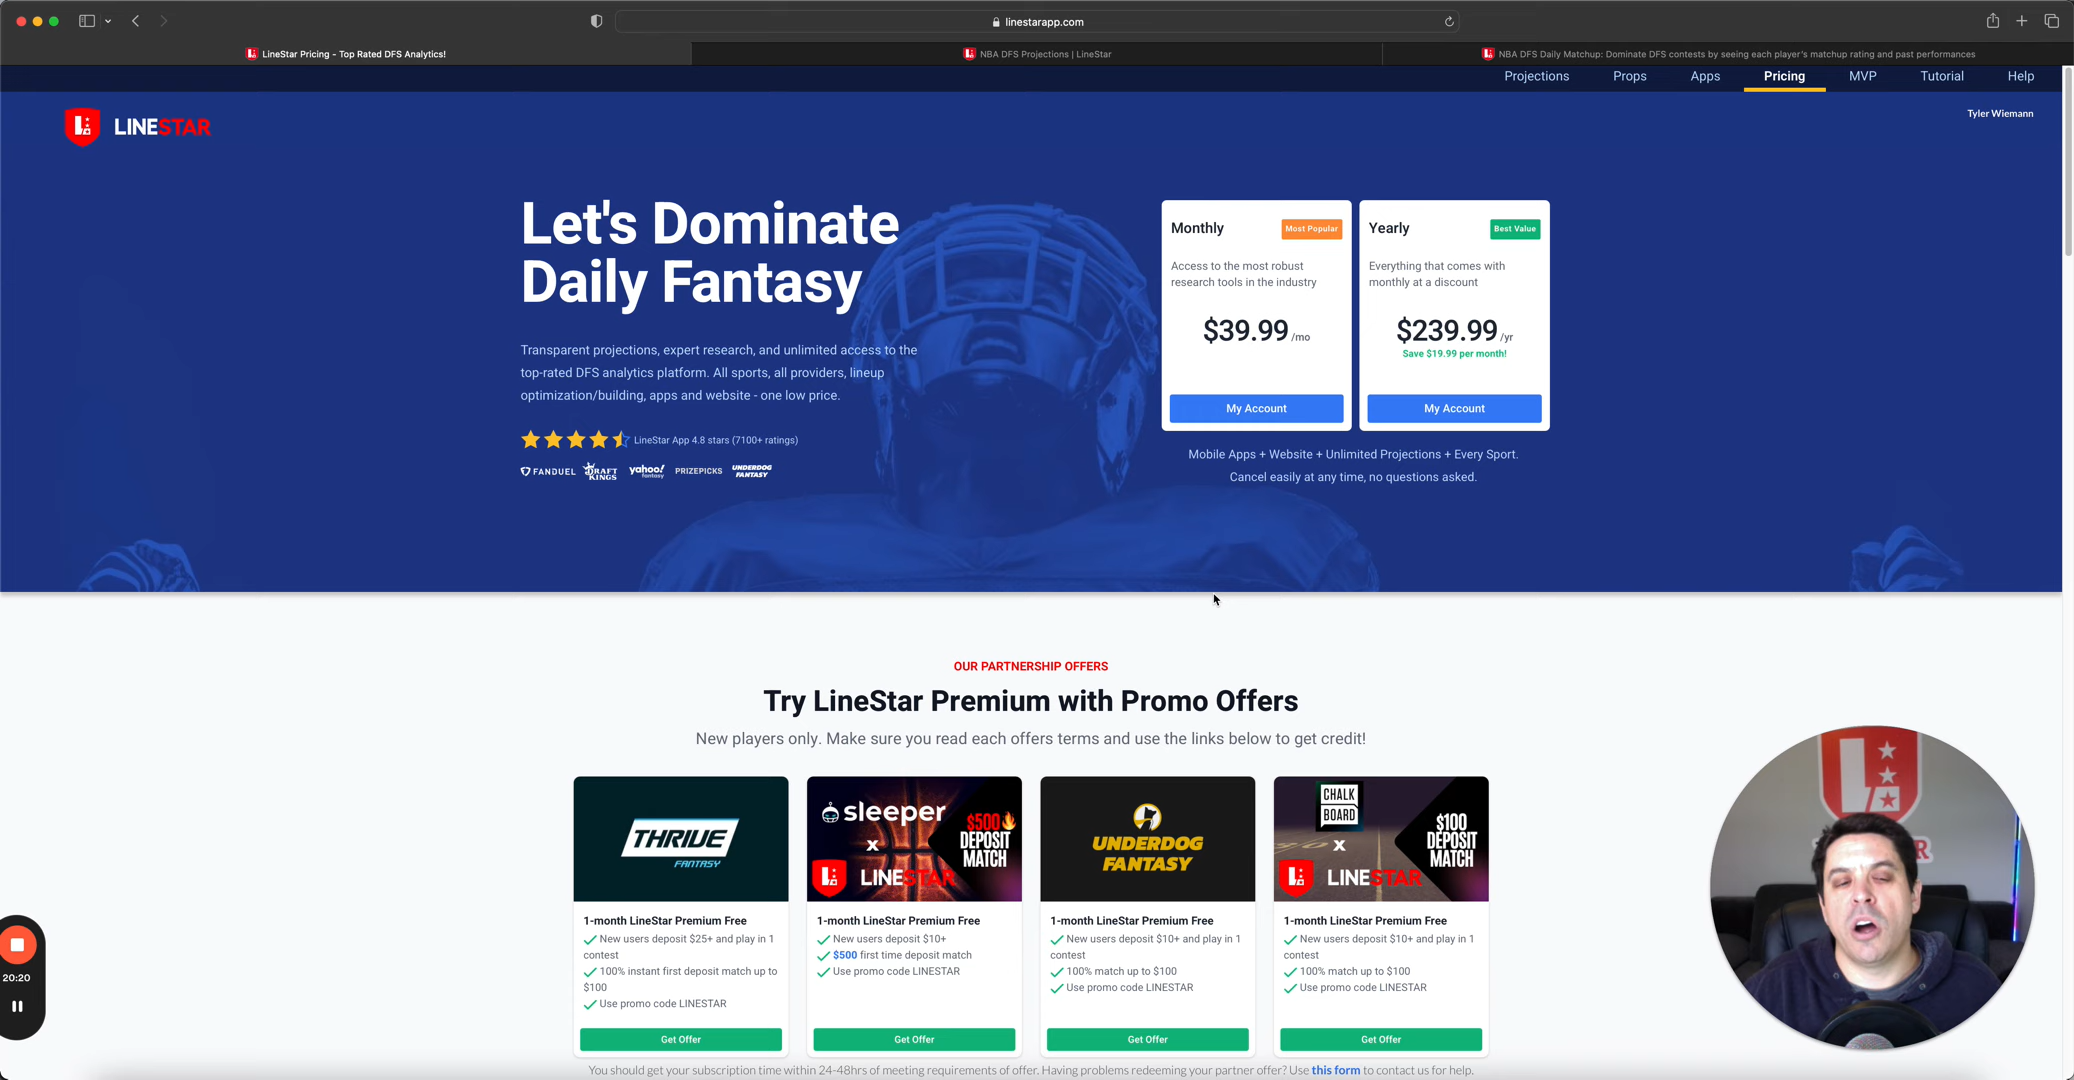 linestarapp.com
LineStar Pricing - Top Rated DFS Analytics!
NBA DFS Projections | LineStar
NBA DFS Daily Matchup: Dominate DFS contests by seeing each player's matchup rating and past performances
Projections Props Apps Pricing MVP Tutorial Help
LINESTAR
Tyler Wiemann
Let's Dominate
Daily Fantasy
Transparent projections, expert research, and unlimited access to the
top-rated DFS analytics platform. All sports, all providers, lineup
optimization/building, apps and website - one low price.
LineStar App 4.8 stars (7100+ ratings)
FANDUEL DRAFT KINGS yahoo! fantasy PRIZEPICKS UNDERDOG FANTASY
Monthly Most Popular
Access to the most robust
research tools in the industry
$39.99 /mo
My Account
Yearly Best Value
Everything that comes with
monthly at a discount
$239.99 /yr
Save $19.99 per month!
My Account
Mobile Apps + Website + Unlimited Projections + Every Sport.
Cancel easily at any time, no questions asked.
OUR PARTNERSHIP OFFERS
Try LineStar Premium with Promo Offers
New players only. Make sure you read each offers terms and use the links below to get credit!
THRIVE
FANTASY
1-month LineStar Premium Free
New users deposit $25+ and play in 1
contest
100% instant first deposit match up to
$100
Use promo code LINESTAR
Get Offer
sleeper
x
LINESTAR
$500
DEPOSIT
MATCH
1-month LineStar Premium Free
New users deposit $10+
$500 first time deposit match
Use promo code LINESTAR
Get Offer
UNDERDOG
FANTASY
1-month LineStar Premium Free
New users deposit $10+ and play in 1
contest
100% match up to $100
Use promo code LINESTAR
Get Offer
CHALK
BOARD
x
LINESTAR
$100
DEPOSIT
MATCH
1-month LineStar Premium Free
New users deposit $10+ and play in 1
contest
100% match up to $100
Use promo code LINESTAR
Get Offer
You should get your subscription time within 24-48hrs of meeting requirements of offer. Having problems redeeming your partner offer? Use this form to contact us for help.
20:20